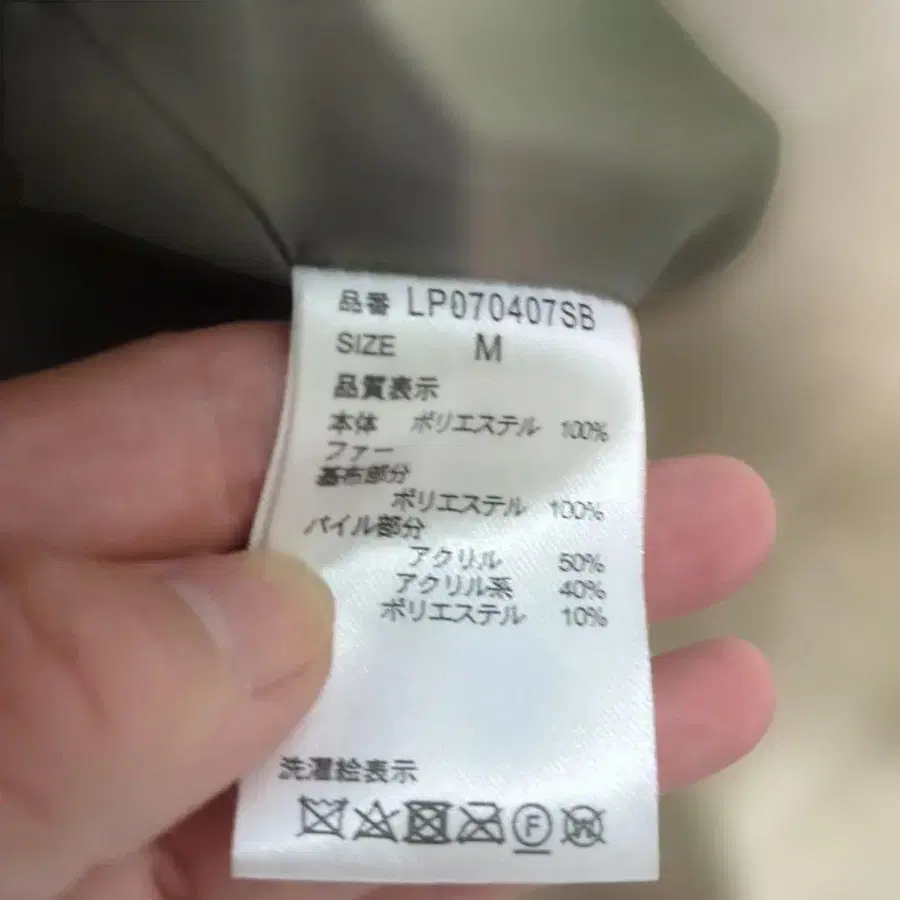 品番 LP070407SB
SIZE M
品質表示
本体 ポリエステル 100%
ファー
基布部分
ポリエステル 100%
パイル部分
アクリル 50%
アクリル系 40%
ポリエステル 10%
洗濯絵表示
F W